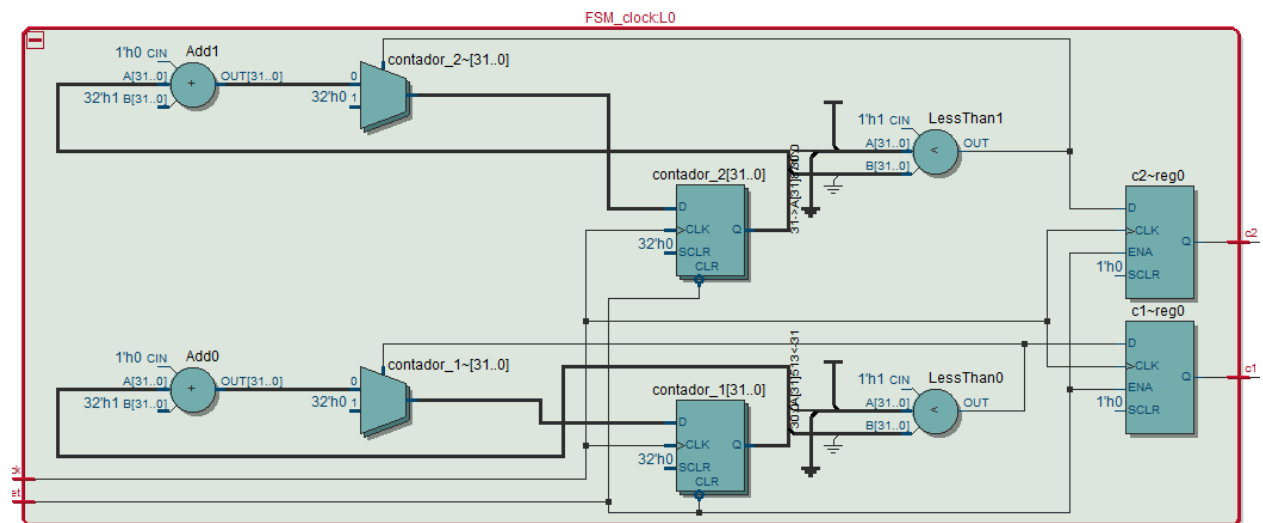 FSM_clock:L0
1'h0 CIN
Add1
A[31..0]
OUT[31..0]
32'h1 B[31..0]
contador_2~[31..0]
0
32'h0 1
1'h1 CIN
LessThan1
A[31..0]
OUT
B[31..0]
<
+
contador_2[31..0]
D
CLK
Q
32'h0
SCLR
CLR
c2~reg0
D
CLK
Q
ENA
1'h0
SCLR
c2
c1~reg0
D
CLK
Q
ENA
1'h0
SCLR
c1
1'h0 CIN
Add0
A[31..0]
OUT[31..0]
32'h1 B[31..0]
+
contador_1~[31..0]
0
32'h0 1
contador_1[31..0]
D
CLK
Q
32'h0
SCLR
CLR
1'h1 CIN
LessThan0
A[31..0]
OUT
B[31..0]
<